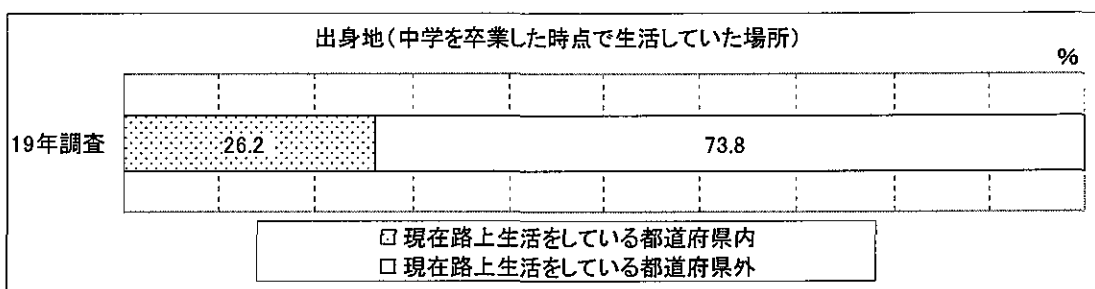 出身地(中学を卒業した時点で生活していた場所)
%
19年調査
26.2
73.8
現在路上生活をしている都道府県内
現在路上生活をしている都道府県外